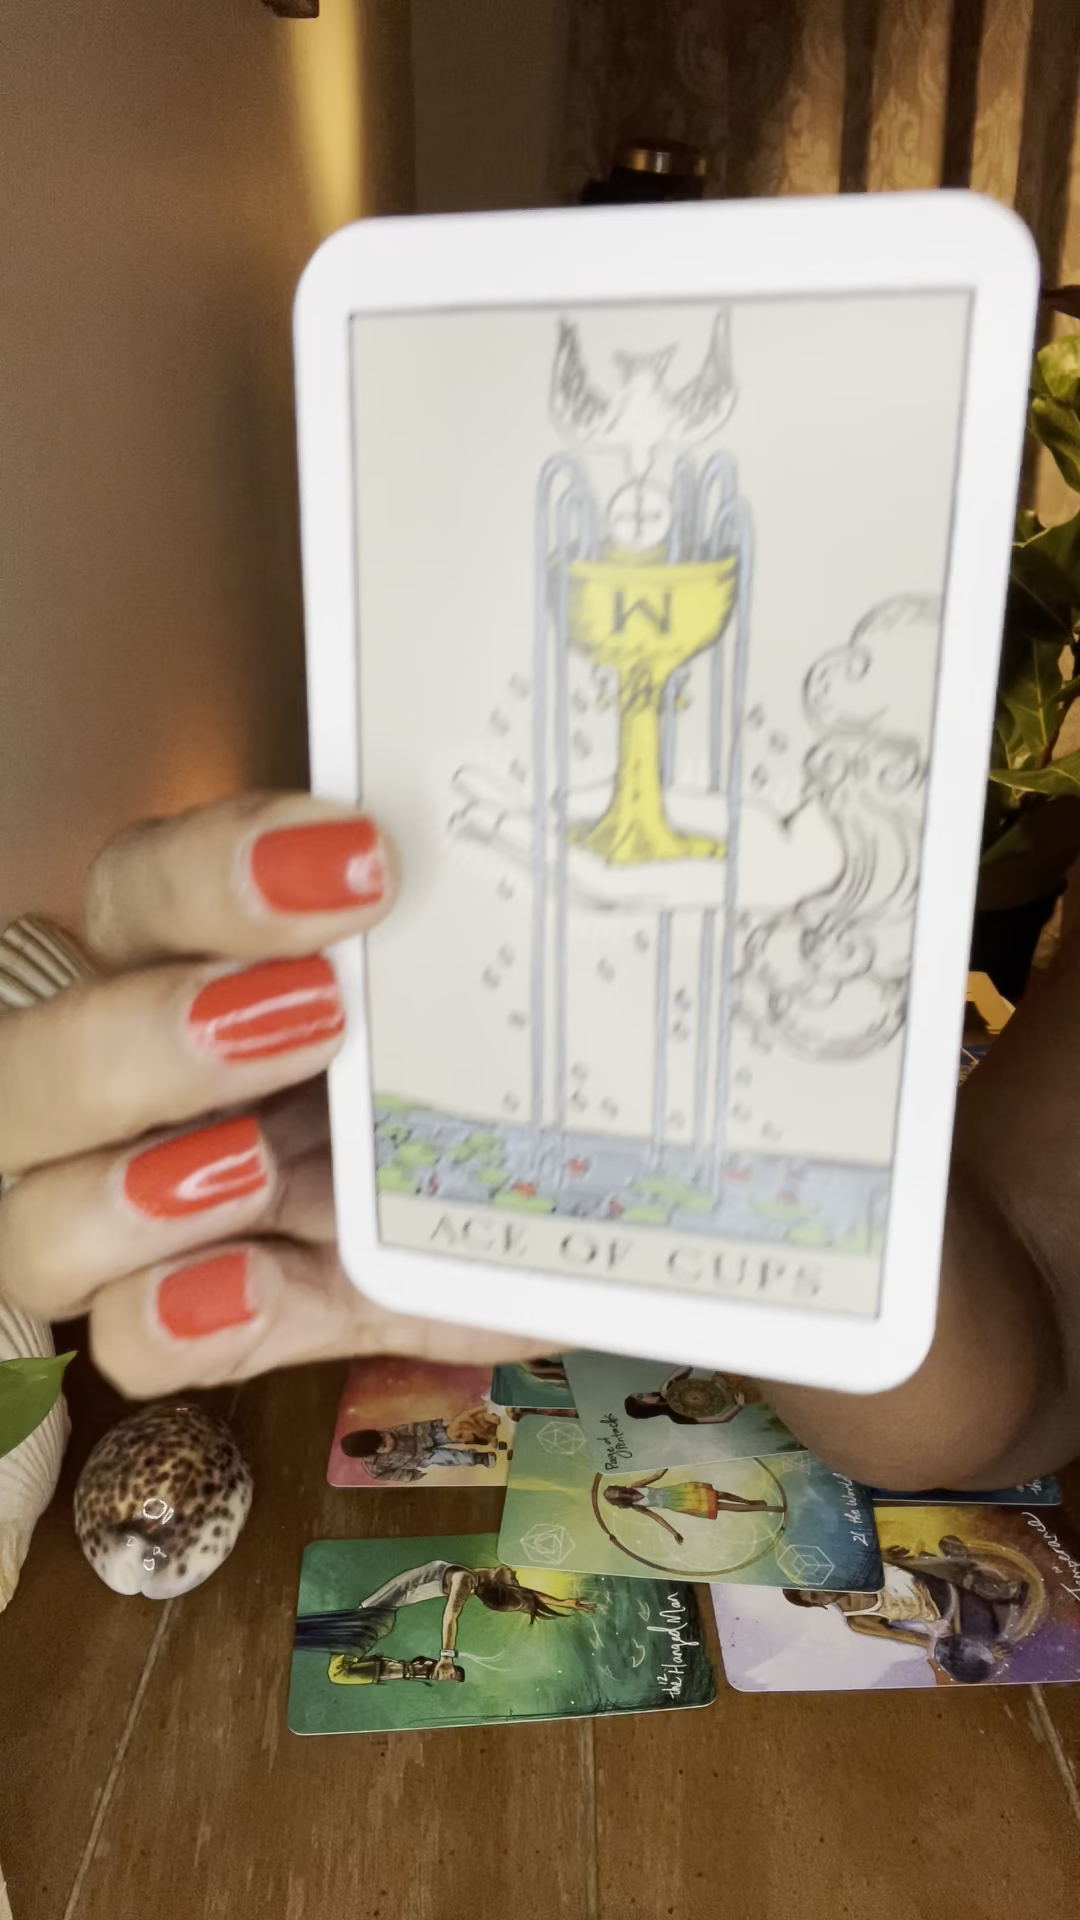 W
ACE OF CUPS
Page of
Pentacles
21 the World
12
the Hanged Man
Temperance